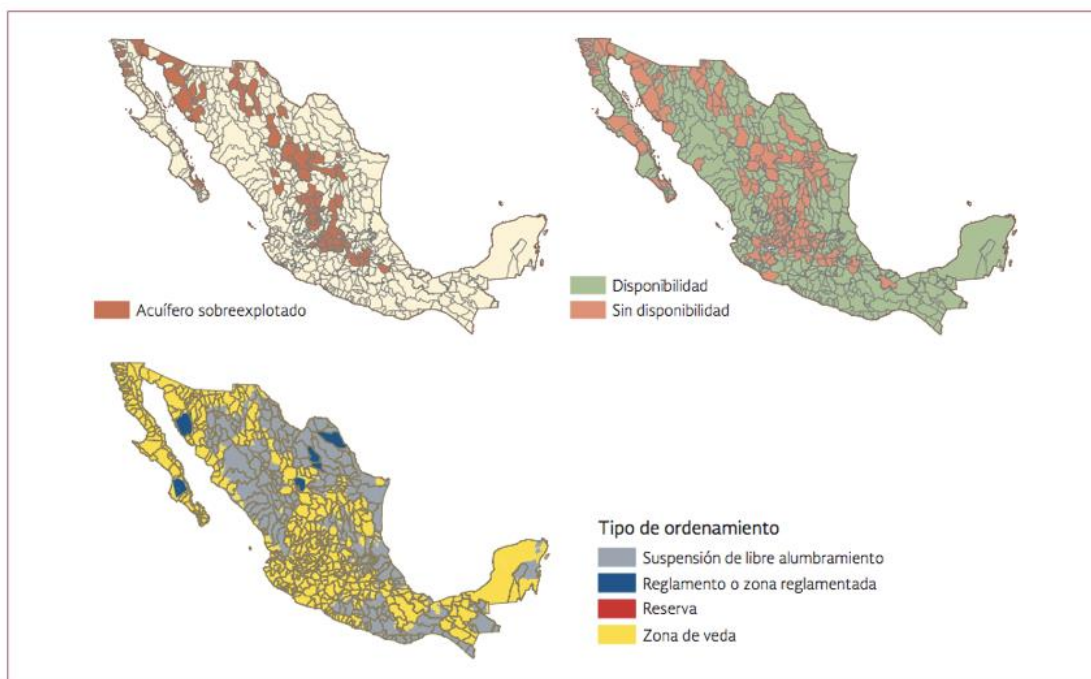 Acuífero sobreexplotado
Disponibilidad
Sin disponibilidad
Tipo de ordenamiento
Suspensión de libre alumbramiento
Reglamento o zona reglamentada
Reserva
Zona de veda